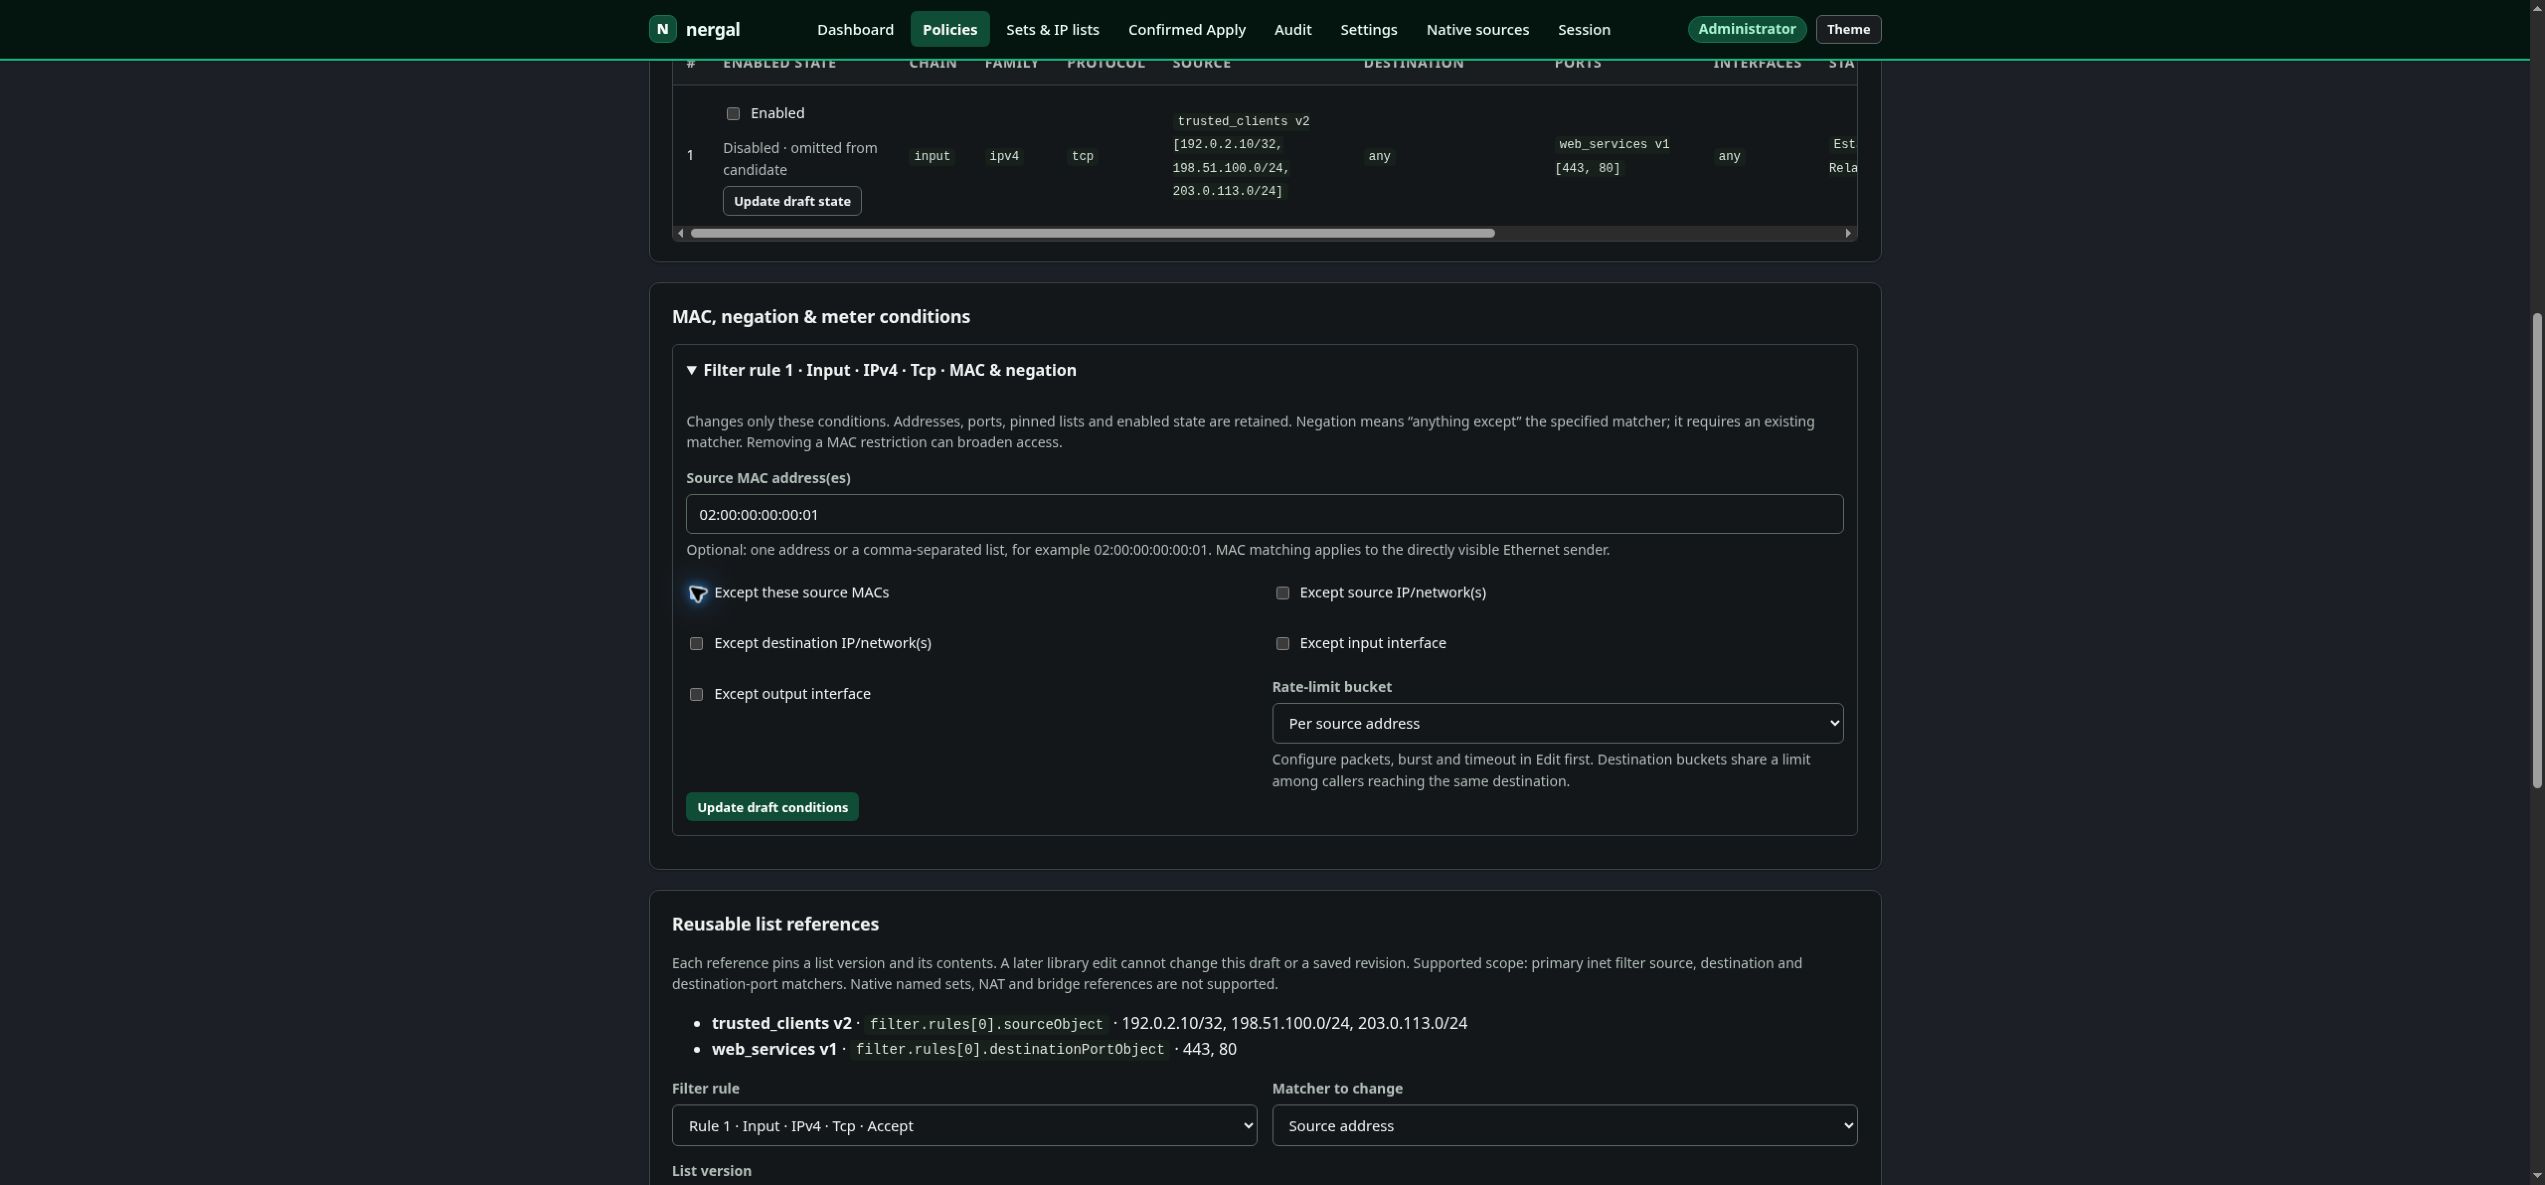 N nergal Dashboard Policies Sets & IP lists Confirmed Apply Audit Settings Native sources Session Administrator Theme
# ENABLED STATE CHAIN FAMILY PROTOCOL SOURCE DESTINATION PORTS INTERFACES STA
Enabled
1 Disabled · omitted from candidate
Update draft state
input ipv4 tcp
trusted_clients v2
[192.0.2.10/32,
198.51.100.0/24,
203.0.113.0/24]
any
web_services v1
[443, 80]
any
Est
Rela
MAC, negation & meter conditions
▼ Filter rule 1 · Input · IPv4 · Tcp · MAC & negation
Changes only these conditions. Addresses, ports, pinned lists and enabled state are retained. Negation means “anything except” the specified matcher; it requires an existing
matcher. Removing a MAC restriction can broaden access.
Source MAC address(es)
02:00:00:00:00:01
Optional: one address or a comma-separated list, for example 02:00:00:00:00:01. MAC matching applies to the directly visible Ethernet sender.
Except these source MACs
Except source IP/network(s)
Except destination IP/network(s)
Except input interface
Except output interface
Rate-limit bucket
Per source address
Configure packets, burst and timeout in Edit first. Destination buckets share a limit
among callers reaching the same destination.
Update draft conditions
Reusable list references
Each reference pins a list version and its contents. A later library edit cannot change this draft or a saved revision. Supported scope: primary inet filter source, destination and
destination-port matchers. Native named sets, NAT and bridge references are not supported.
• trusted_clients v2 · filter.rules[0].sourceObject · 192.0.2.10/32, 198.51.100.0/24, 203.0.113.0/24
• web_services v1 · filter.rules[0].destinationPortObject · 443, 80
Filter rule
Rule 1 · Input · IPv4 · Tcp · Accept
Matcher to change
Source address
List version